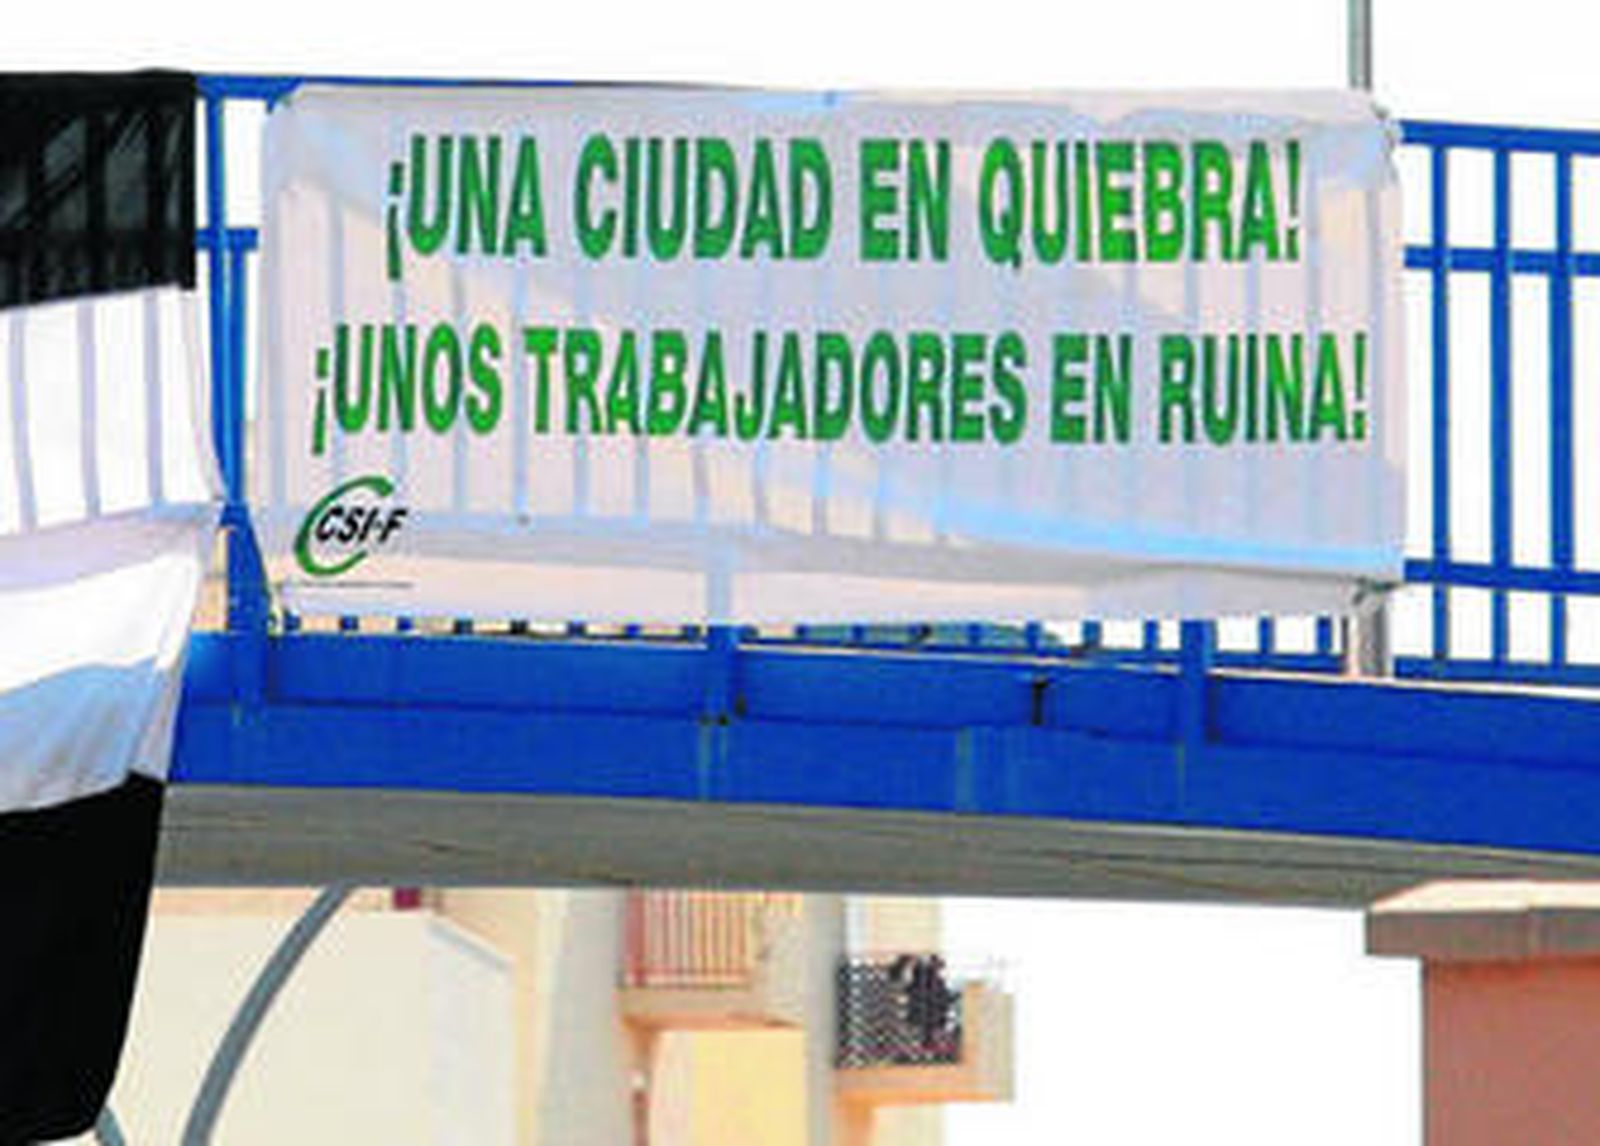 ¡UNA CIUDAD EN QUIEBRA!
¡UNOS TRABAJADORES EN RUINA!
CSI-F